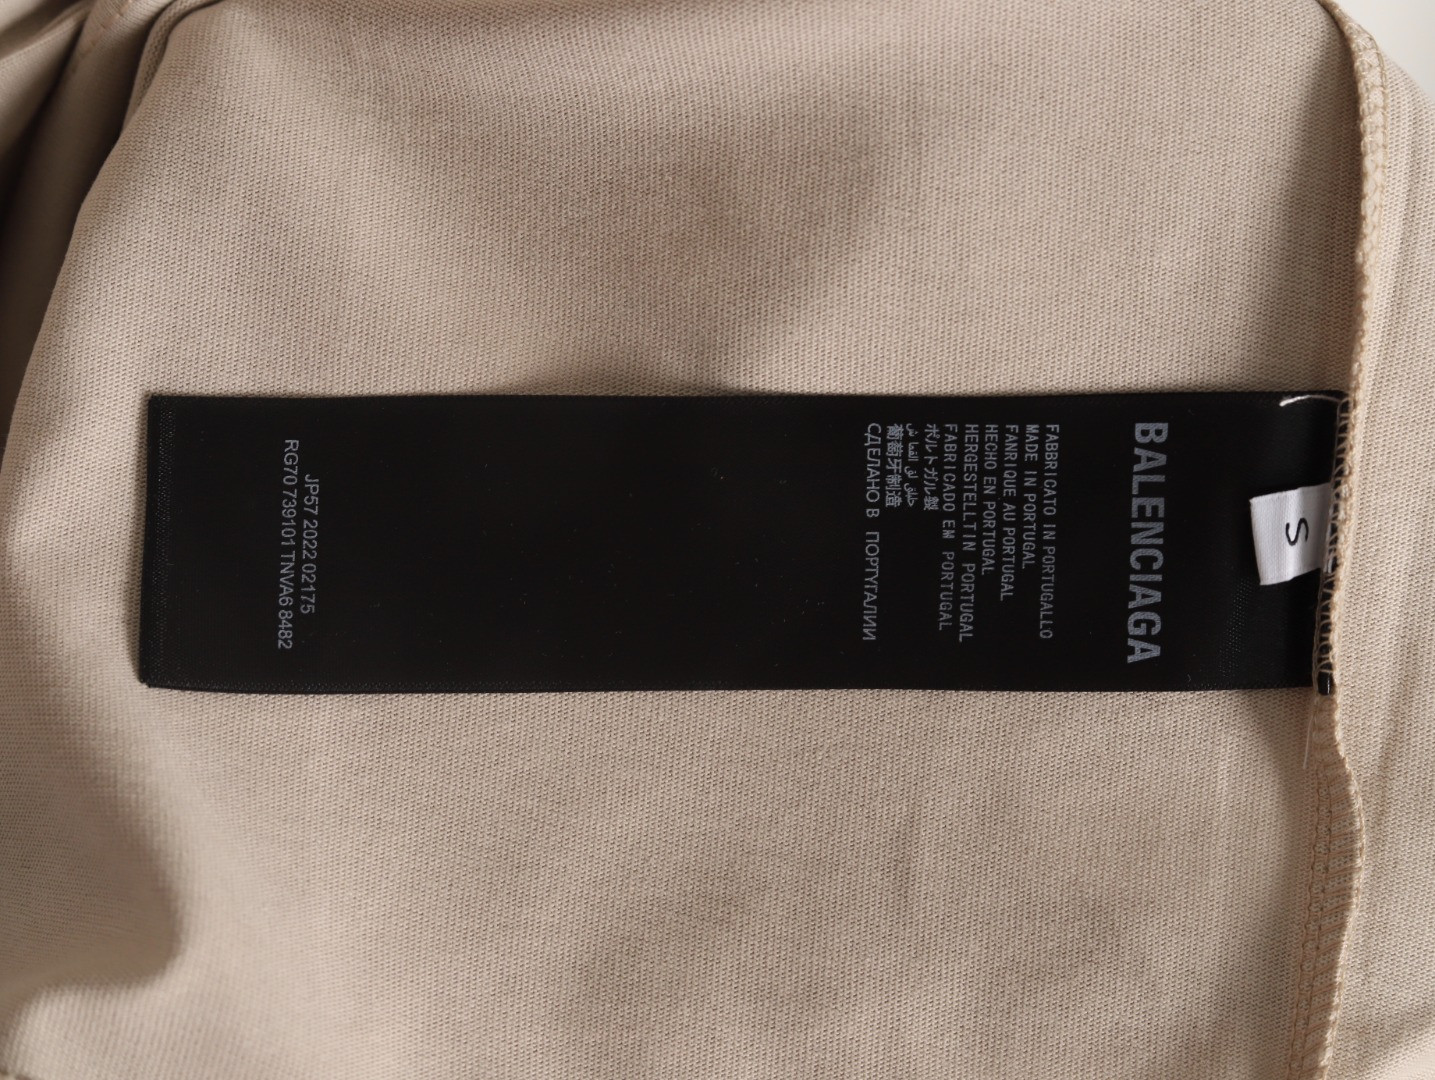 BALENCIAGA
S
FABBRICATO IN PORTUGALLO
MADE IN PORTUGAL
FANRIQUE AU PORTUGAL
HECHO EN PORTUGAL
HERGESTELLT IN PORTUGAL
FABRICADO EM PORTUGAL
ポルトガル製
葡萄牙制造
СДЕЛАНО В ПОРТУГАЛИИ
JP57 2022 02175
RG70 739101 TNVA6 8482